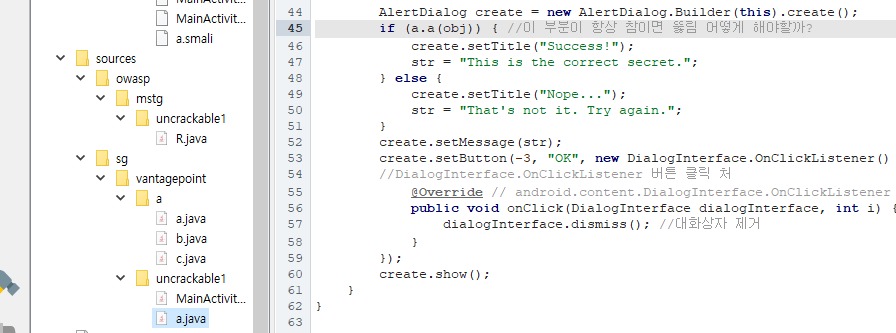 MainActivity...
MainActivit...
a.smali
sources
owasp
mstg
uncrackable1
R.java
sg
vantagepoint
a
a.java
b.java
c.java
uncrackable1
MainActivit...
a.java
44 AlertDialog create = new AlertDialog.Builder(this).create();
45 if (a.a(obj)) { //이 부분이 항상 참이면 뚫림 어떻게 해야할까?
46 create.setTitle("Success!");
47 str = "This is the correct secret.";
48 } else {
49 create.setTitle("Nope...");
50 str = "That's not it. Try again.";
51 }
52 create.setMessage(str);
53 create.setButton(-3, "OK", new DialogInterface.OnClickListener()
54 //DialogInterface.OnClickListener 버튼 클릭 처
55 @Override // android.content.DialogInterface.OnClickListener
56 public void onClick(DialogInterface dialogInterface, int i) {
57 dialogInterface.dismiss(); //대화상자 제거
58 }
59 });
60 create.show();
61 }
62 }
63